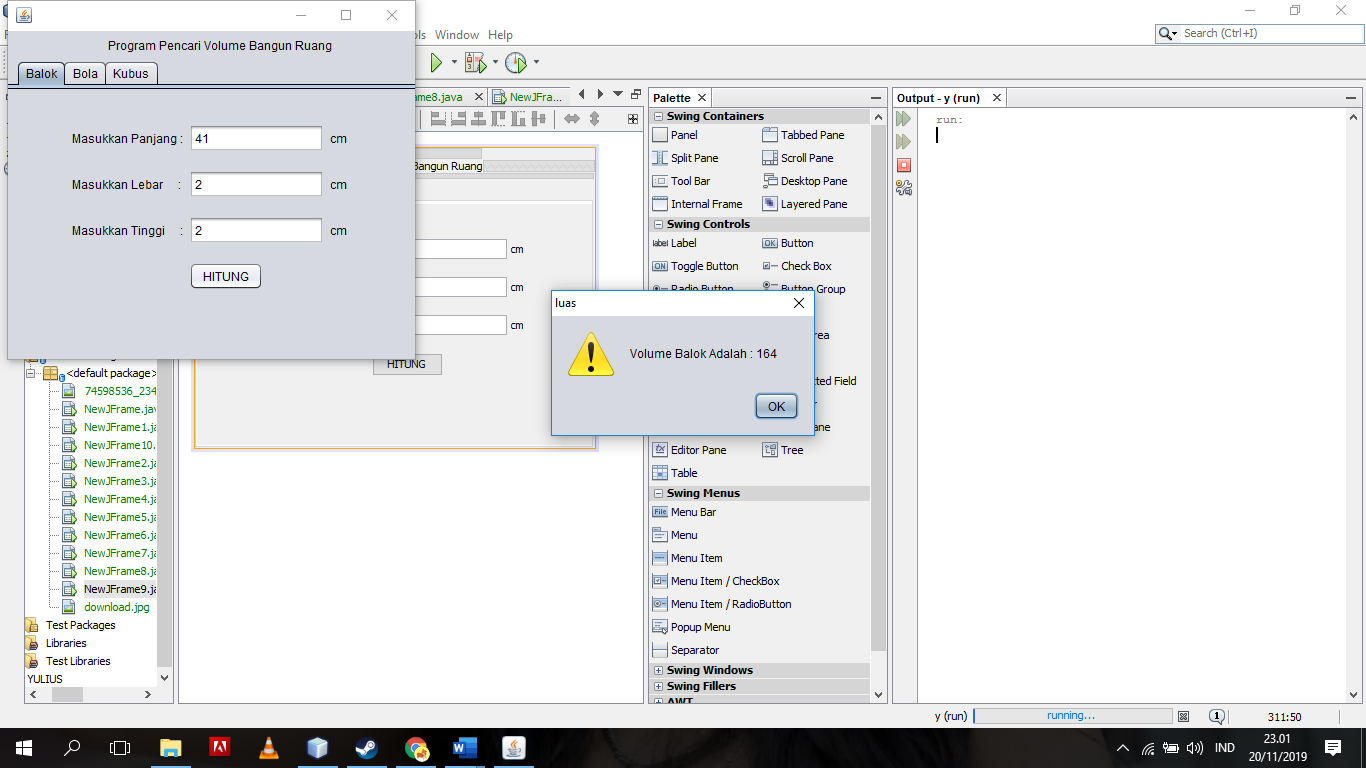 Program Pencari Volume Bangun Ruang
Balok Bola Kubus
Masukkan Panjang : 41 cm
Masukkan Lebar : 2 cm
Masukkan Tinggi : 2 cm
HITUNG
Window Help
Search (Ctrl+I)
ame8.java
NewJFra...
Bangun Ruang
cm
cm
cm
HITUNG
luas
Volume Balok Adalah : 164
OK
<default package>
74598536_234
NewJFrame.jav
NewJFrame1.ja
NewJFrame10.
NewJFrame2.ja
NewJFrame3.ja
NewJFrame4.ja
NewJFrame5.ja
NewJFrame6.ja
NewJFrame7.ja
NewJFrame8.ja
NewJFrame9.ja
download.jpg
Test Packages
Libraries
Test Libraries
YULIUS
Palette
Swing Containers
Panel Tabbed Pane
Split Pane Scroll Pane
Tool Bar Desktop Pane
Internal Frame Layered Pane
Swing Controls
label Label OK Button
ON Toggle Button Check Box
Radio Button Button Group
Editor Pane Tree
Table
Swing Menus
File Menu Bar
Menu
Menu Item
Menu Item / CheckBox
Menu Item / RadioButton
Popup Menu
Separator
Swing Windows
Swing Fillers
AWT
Output - y (run)
run:
y (run) running... 1 311:50
IND
23.01
20/11/2019